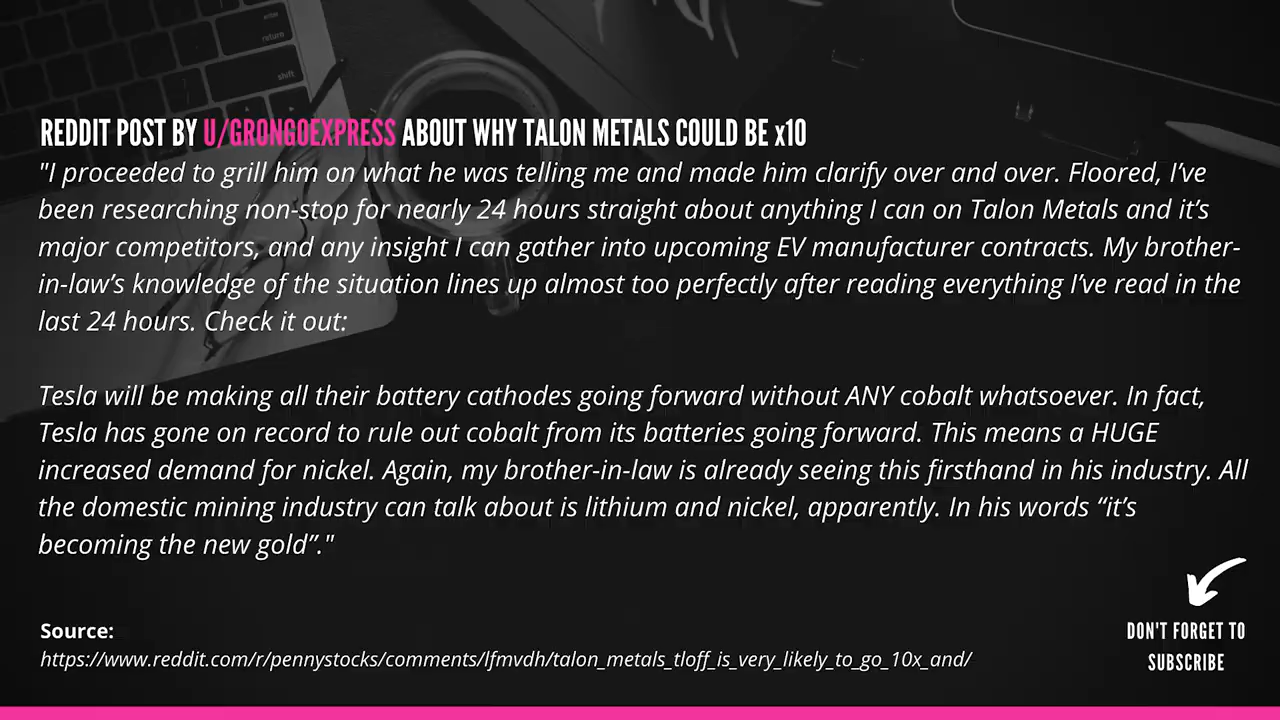 enter
return
shift
REDDIT POST BY U/GRONGOEXPRESS ABOUT WHY TALON METALS COULD BE x10
"I proceeded to grill him on what he was telling me and made him clarify over and over. Floored, I've
been researching non-stop for nearly 24 hours straight about anything I can on Talon Metals and it's
major competitors, and any insight I can gather into upcoming EV manufacturer contracts. My brother-
in-law's knowledge of the situation lines up almost too perfectly after reading everything I've read in the
last 24 hours. Check it out:
Tesla will be making all their battery cathodes going forward without ANY cobalt whatsoever. In fact,
Tesla has gone on record to rule out cobalt from its batteries going forward. This means a HUGE
increased demand for nickel. Again, my brother-in-law is already seeing this firsthand in his industry. All
the domestic mining industry can talk about is lithium and nickel, apparently. In his words “it's
becoming the new gold”."
Source:
https://www.reddit.com/r/pennystocks/comments/lfmvdh/talon_metals_tloff_is_very_likely_to_go_10x_and/
DON'T FORGET TO
SUBSCRIBE